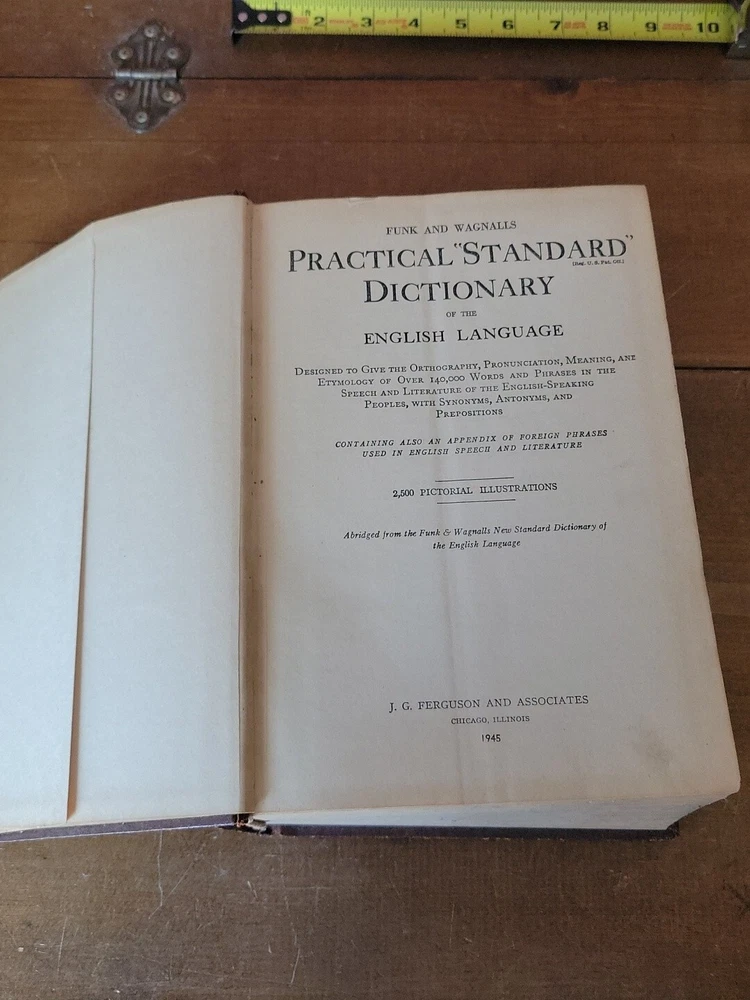 2 3 4 5 6 7 8 9 10
FUNK AND WAGNALLS
PRACTICAL "STANDARD"
[Reg. U. S. Pat. Off.]
DICTIONARY
OF THE
ENGLISH LANGUAGE
DESIGNED TO GIVE THE ORTHOGRAPHY, PRONUNCIATION, MEANING, AND
ETYMOLOGY OF OVER 140,000 WORDS AND PHRASES IN THE
SPEECH AND LITERATURE OF THE ENGLISH-SPEAKING
PEOPLES, WITH SYNONYMS, ANTONYMS, AND
PREPOSITIONS
CONTAINING ALSO AN APPENDIX OF FOREIGN PHRASES
USED IN ENGLISH SPEECH AND LITERATURE
2,500 PICTORIAL ILLUSTRATIONS
Abridged from the Funk & Wagnalls New Standard Dictionary of
the English Language
J. G. FERGUSON AND ASSOCIATES
CHICAGO, ILLINOIS
1945